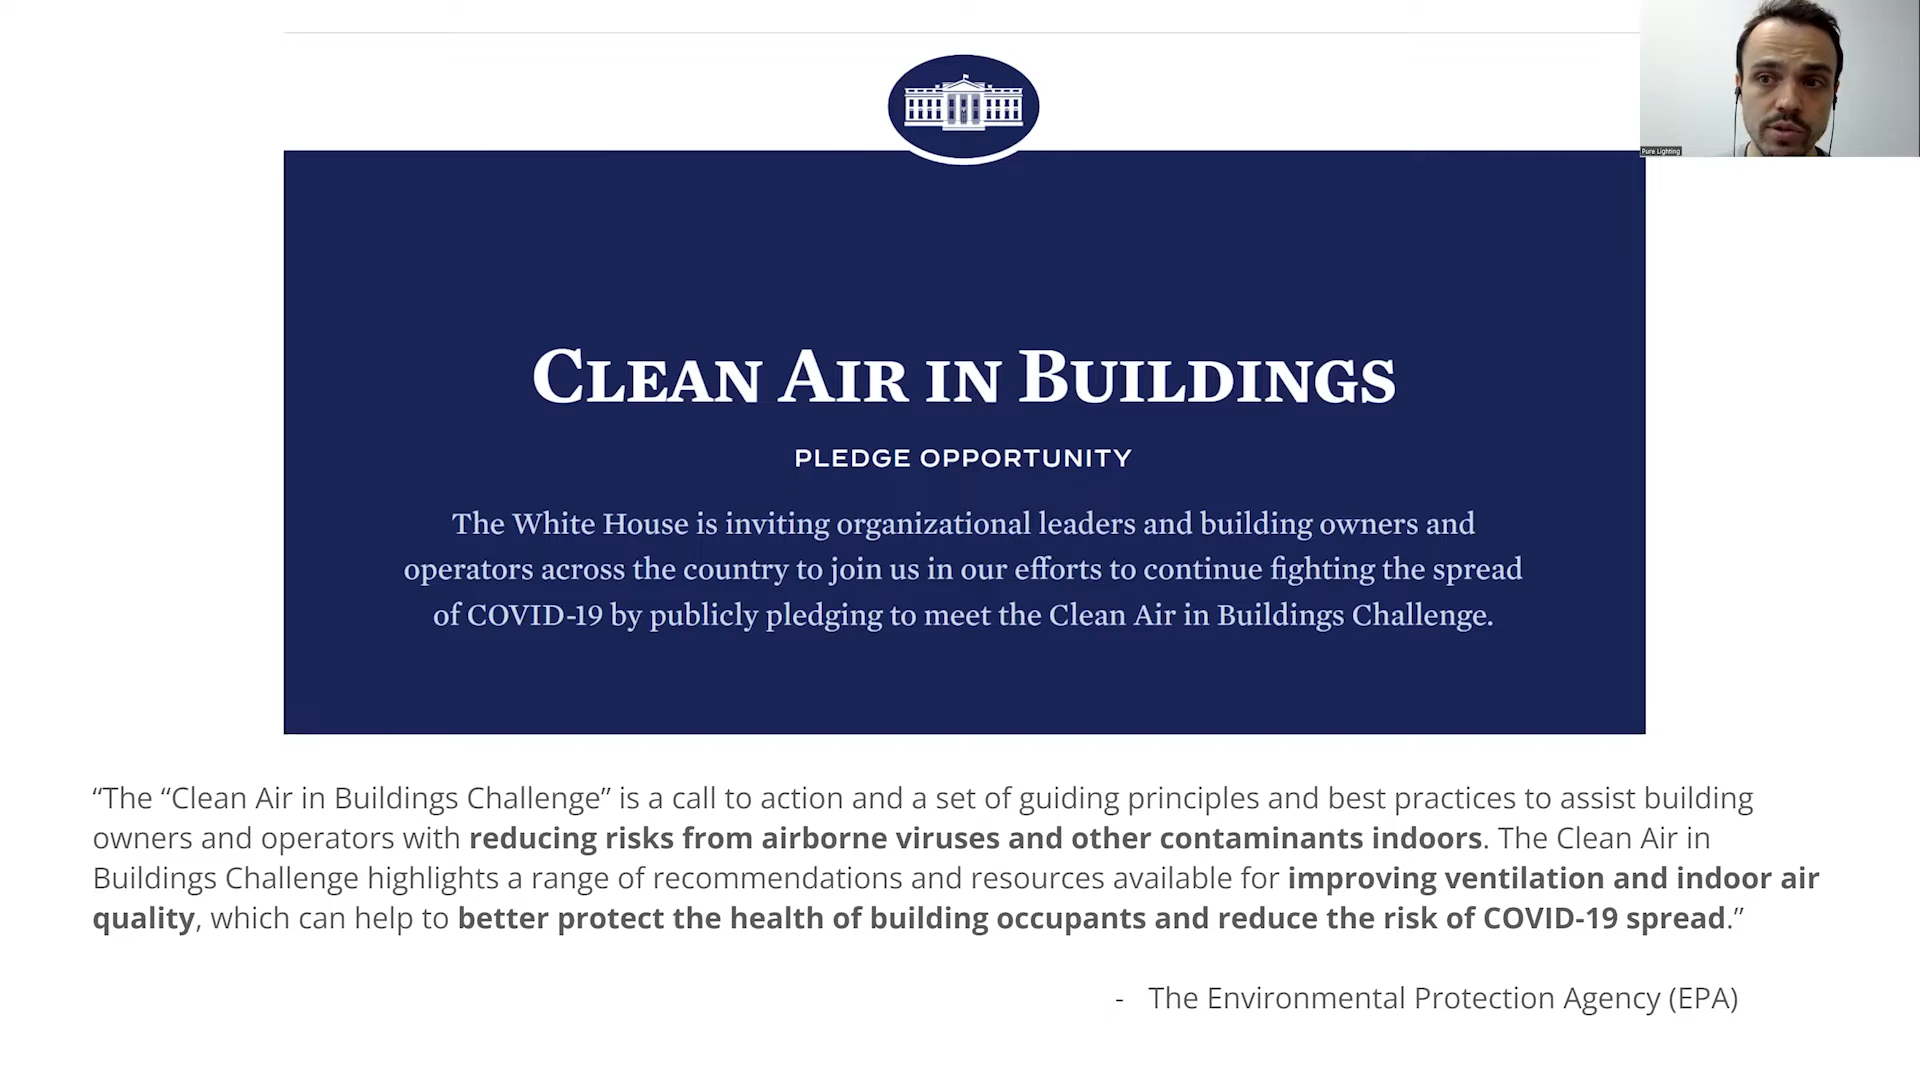 Pure Lighting
CLEAN AIR IN BUILDINGS
PLEDGE OPPORTUNITY
The White House is inviting organizational leaders and building owners and
operators across the country to join us in our efforts to continue fighting the spread
of COVID-19 by publicly pledging to meet the Clean Air in Buildings Challenge.
“The “Clean Air in Buildings Challenge” is a call to action and a set of guiding principles and best practices to assist building
owners and operators with reducing risks from airborne viruses and other contaminants indoors. The Clean Air in
Buildings Challenge highlights a range of recommendations and resources available for improving ventilation and indoor air
quality, which can help to better protect the health of building occupants and reduce the risk of COVID-19 spread.”
- The Environmental Protection Agency (EPA)